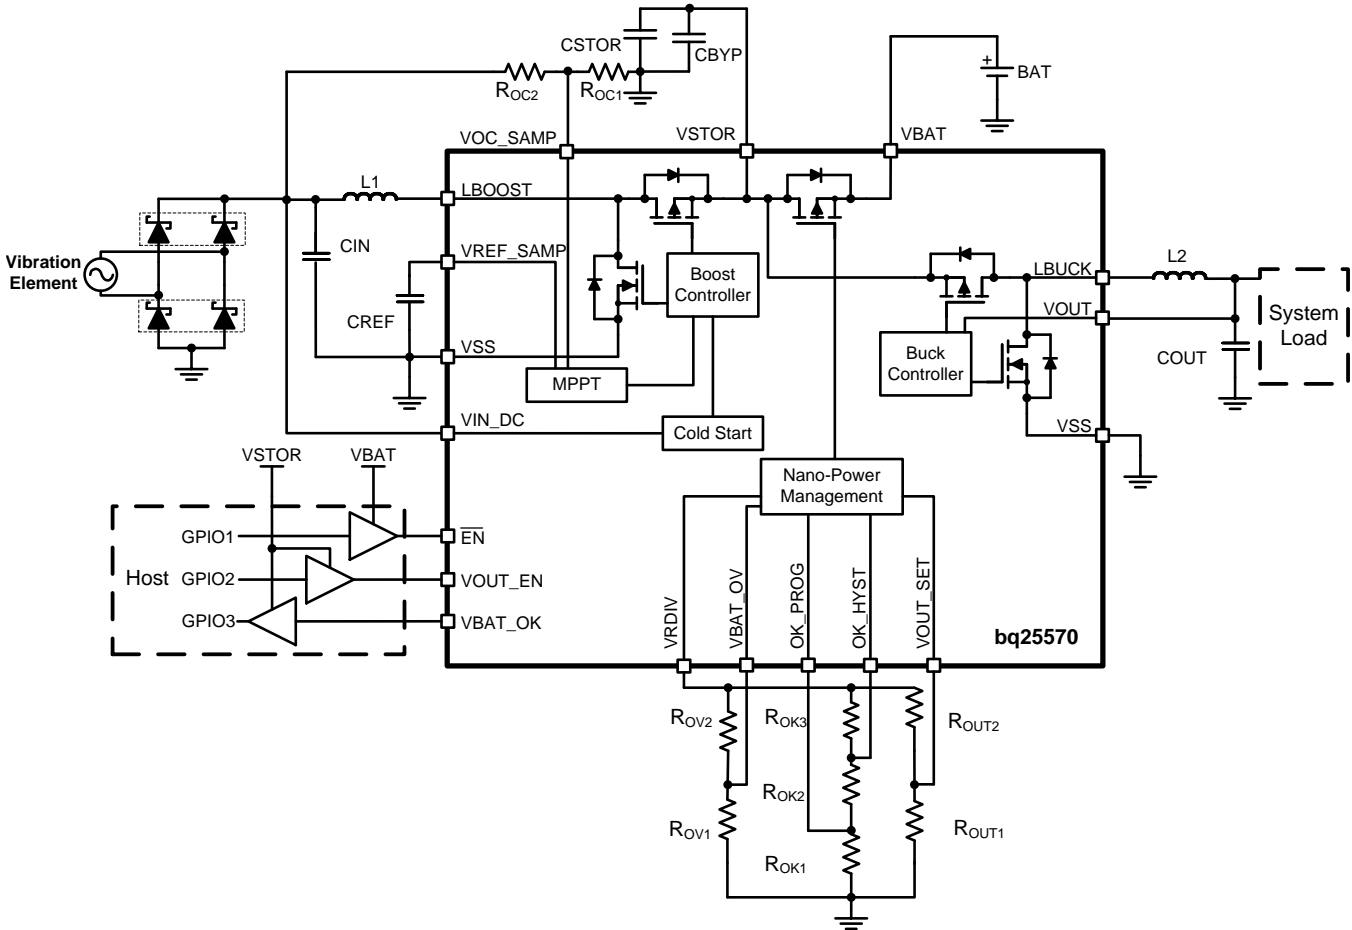 CSTOR
CBYP
+
BAT
ROC2
ROC1
VOC_SAMP
VSTOR
VBAT
L1
LBOOST
CIN
VREF_SAMP
Vibration
Element
Boost
Controller
LBUCK
L2
CREF
VOUT
System
Load
VSS
Buck
Controller
COUT
MPPT
VIN_DC
Cold Start
VSS
VSTOR
VBAT
Nano-Power
Management
GPIO1
EN
Host
GPIO2
VOUT_EN
GPIO3
VBAT_OK
VRDIV
VBAT_OV
OK_PROG
OK_HYST
VOUT_SET
bq25570
ROV2
ROK3
ROUT2
ROK2
ROV1
ROUT1
ROK1